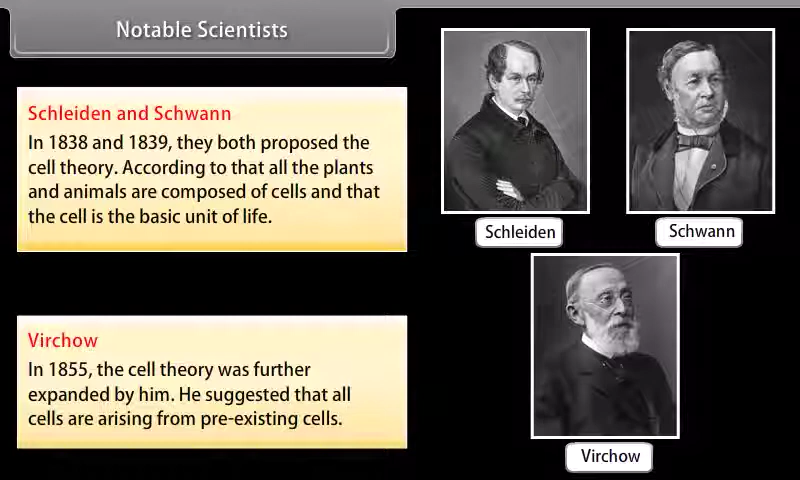 Notable Scientists
Schleiden and Schwann
In 1838 and 1839, they both proposed the
cell theory. According to that all the plants
and animals are composed of cells and that
the cell is the basic unit of life.
Schleiden
Schwann
Virchow
In 1855, the cell theory was further
expanded by him. He suggested that all
cells are arising from pre-existing cells.
Virchow